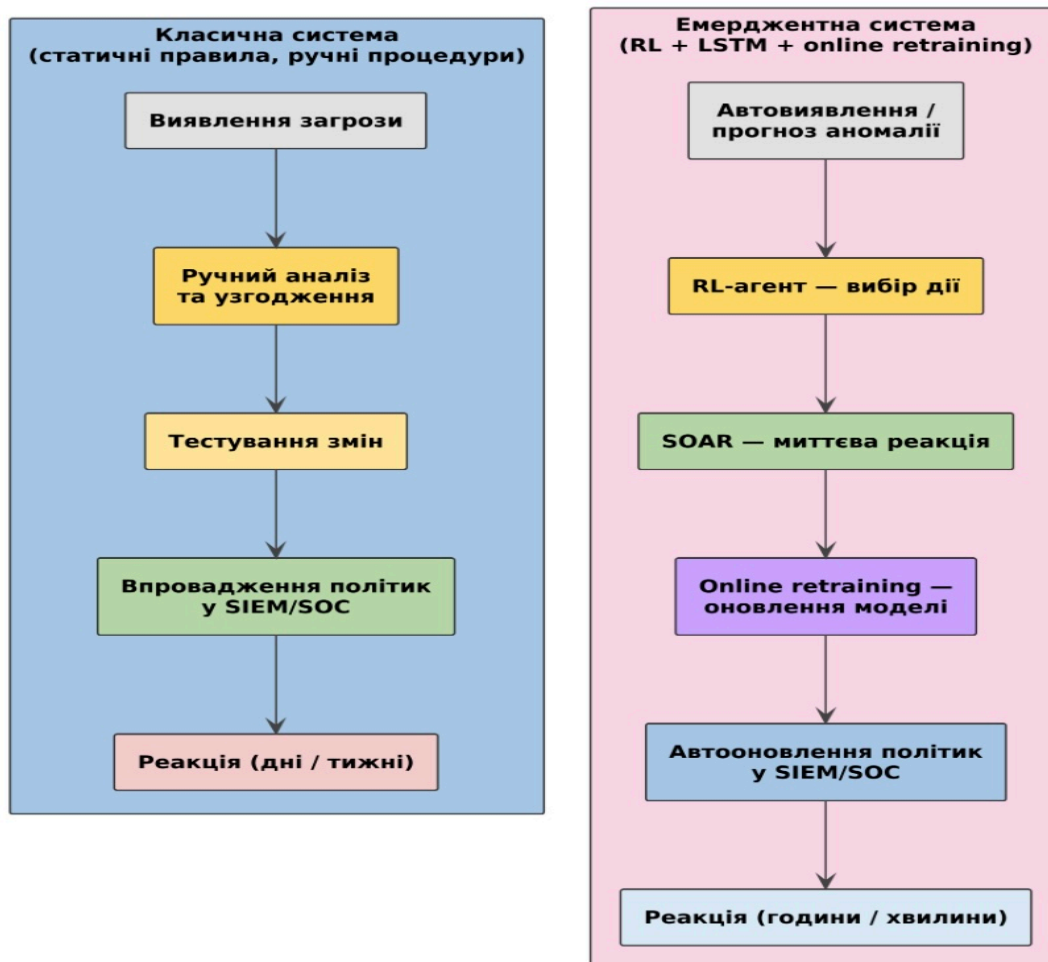 Класична система
(статичні правила, ручні процедури)
Виявлення загрози
Ручний аналіз
та узгодження
Тестування змін
Впровадження політик
у SIEM/SOC
Реакція (дні / тижні)
Емерджентна система
(RL + LSTM + online retraining)
Автовиявлення /
прогноз аномалії
RL-агент — вибір дії
SOAR — миттєва реакція
Online retraining —
оновлення моделі
Автооновлення політик
у SIEM/SOC
Реакція (години / хвилини)